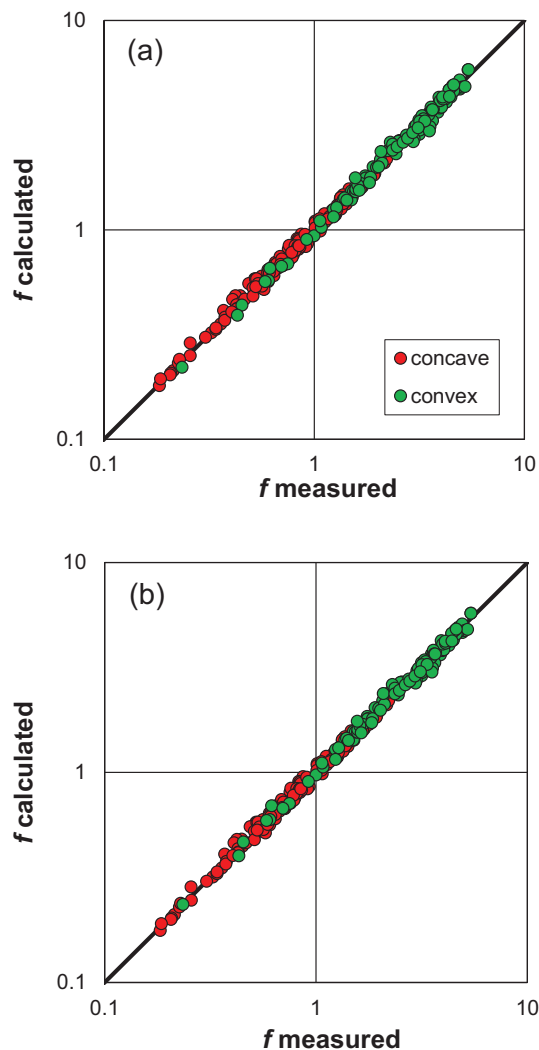 10
(a)
f calculated
1
concave
convex
0.1
0.1
1
10
f measured
10
(b)
f calculated
1
0.1
0.1
1
10
f measured